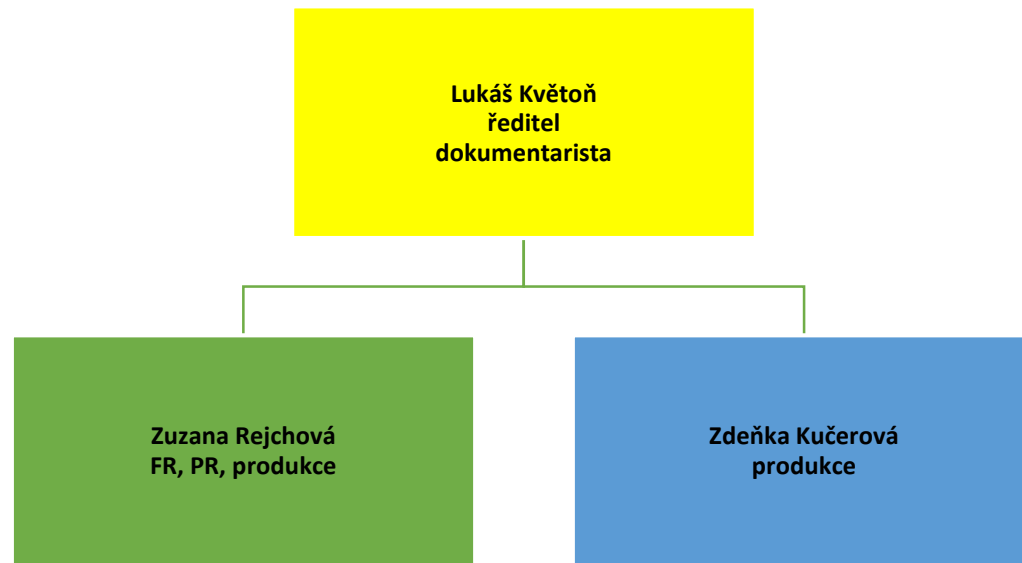 Lukáš Květoň
ředitel
dokumentarista
Zuzana Rejchová
FR, PR, produkce
Zdeňka Kučerová
produkce